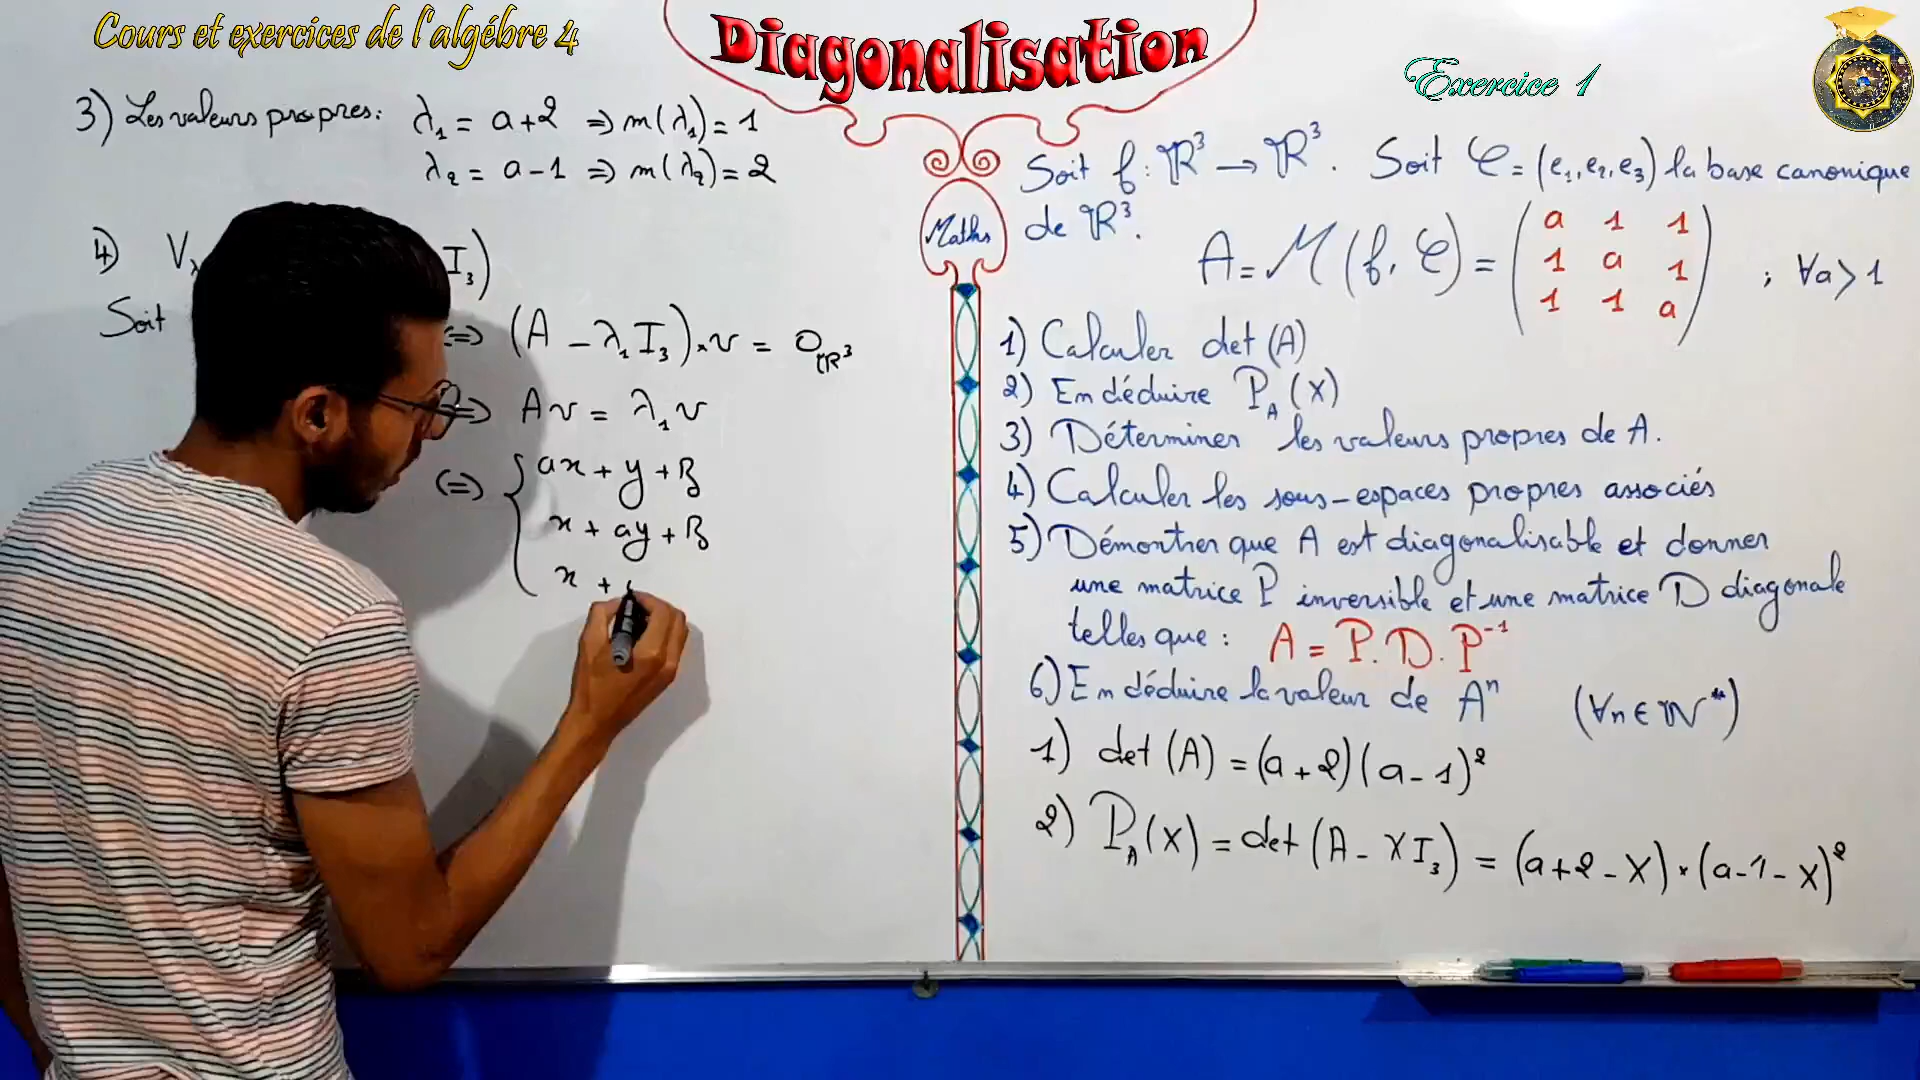 Cours et exercices de l'algébre 4
Diagonalisation
Exercice 1
3) Les valeurs propres: λ₁ = a+2 => m(λ₁) = 1
λ₂ = a-1 => m(λ₂) = 2
4) V I₃)
Soit <=> (A - λ₁I₃)×v = 0ℝ³
<=> Av = λ₁v
<=> { ax + y + z
x + ay + z
x +
Maths
Soit f: ℝ³ → ℝ³. Soit 𝒞 = (e₁, e₂, e₃) la base canonique
de ℝ³.
A = M(f, 𝒞) = ( a 1 1
1 a 1
1 1 a ) ; ∀a > 1
1) Calculer det (A)
2) En déduire P_A(X)
3) Déterminer les valeurs propres de A.
4) Calculer les sous-espaces propres associés
5) Démontrer que A est diagonalisable et donner
une matrice P inversible et une matrice D diagonale
telles que : A = P.D.P⁻¹
6) En déduire la valeur de Aⁿ (∀n ∈ ℕ*)
1) det (A) = (a+2)(a-1)²
2) P_A(X) = det (A - XI₃) = (a+2-X)×(a-1-X)²